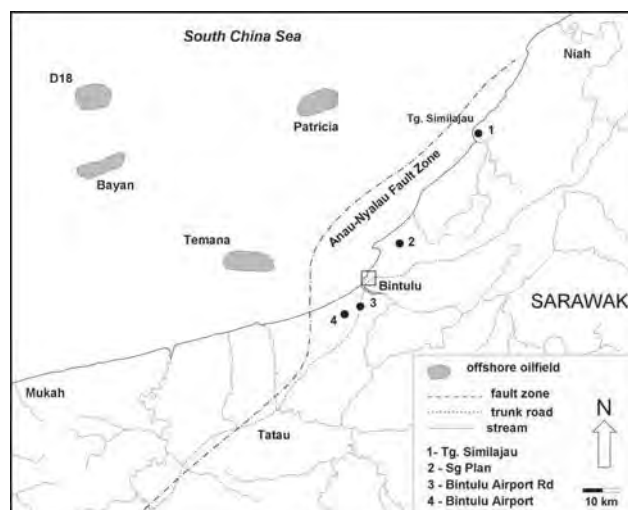 South China Sea
Niah
D18
Patricia
Tg. Similajau
1
Bayan
Anau-Nyalau Fault Zone
Temana
2
Bintulu
SARAWAK
3
4
offshore oilfield
Mukah
fault zone
trunk road
stream
N
Tatau
1- Tg. Similajau
2 - Sg Plan
3 - Bintulu Airport Rd
4 - Bintulu Airport
10 km